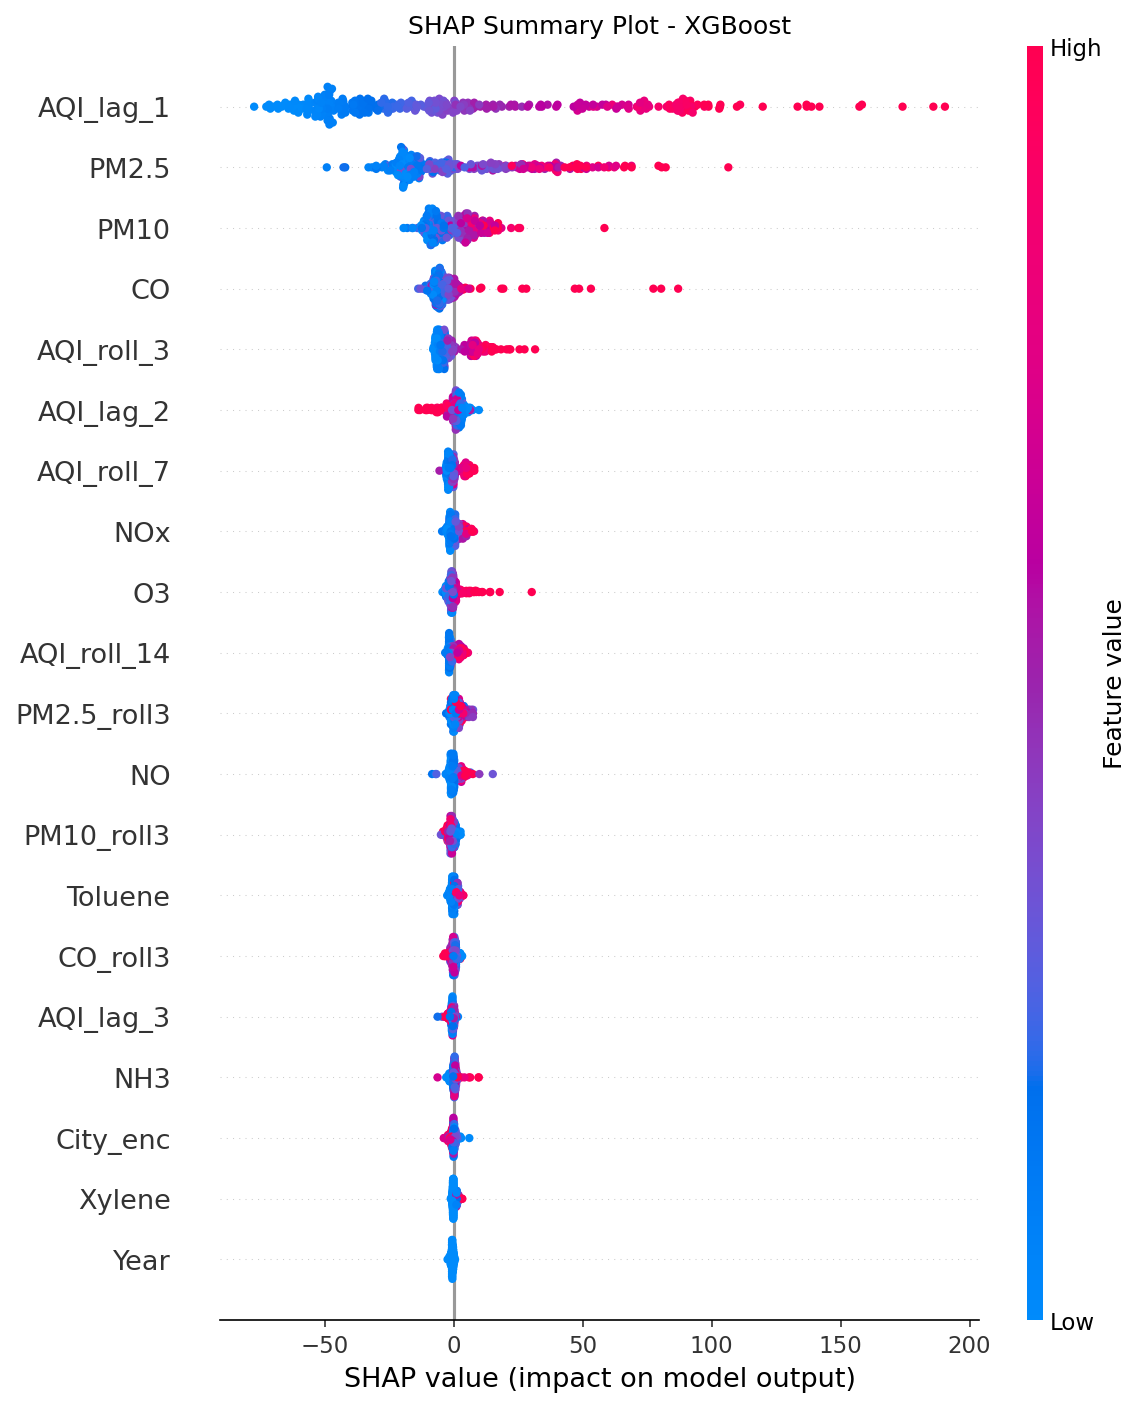 SHAP Summary Plot - XGBoost
High
AQI_lag_1
PM2.5
PM10
CO
AQI_roll_3
AQI_lag_2
AQI_roll_7
NOx
O3
AQI_roll_14
PM2.5_roll3
NO
PM10_roll3
Toluene
CO_roll3
AQI_lag_3
NH3
City_enc
Xylene
Year
Feature value
Low
−50 0 50 100 150 200
SHAP value (impact on model output)